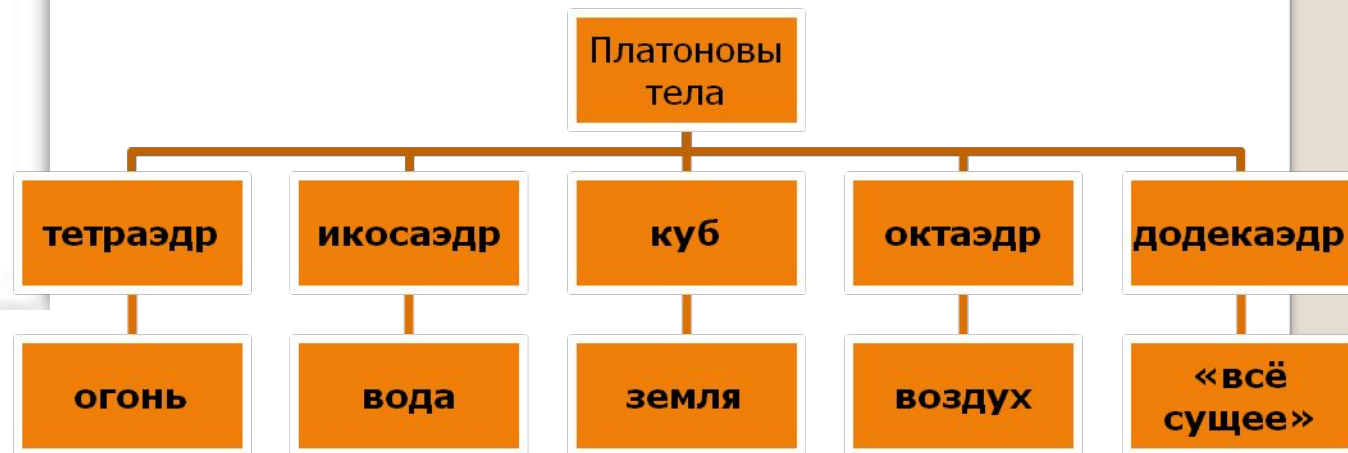 Платоновы
тела
тетраэдр
икосаэдр
куб
октаэдр
додекаэдр
огонь
вода
земля
воздух
«всё
сущее»